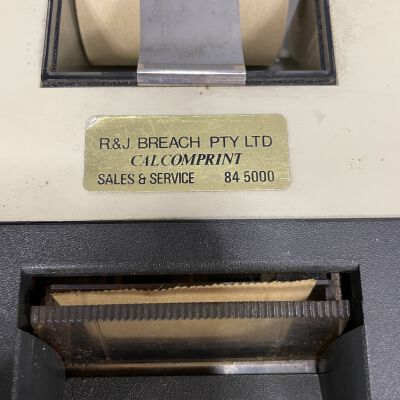 R&J. BREACH PTY LTD
CALCOMPRINT
SALES & SERVICE 84 5000